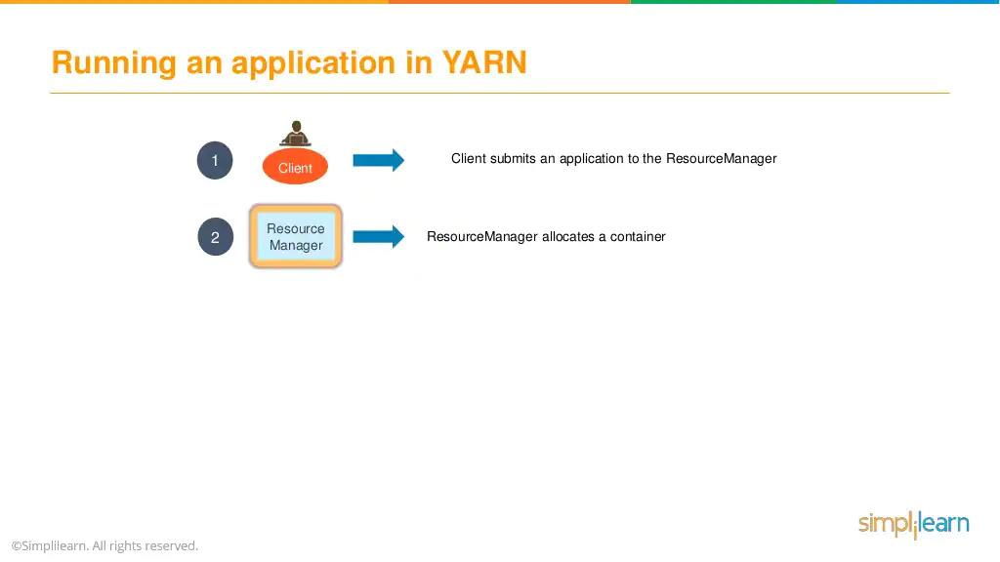 Running an application in YARN
1
Client
Client submits an application to the ResourceManager
2
Resource
Manager
ResourceManager allocates a container
simplilearn
©Simplilearn. All rights reserved.